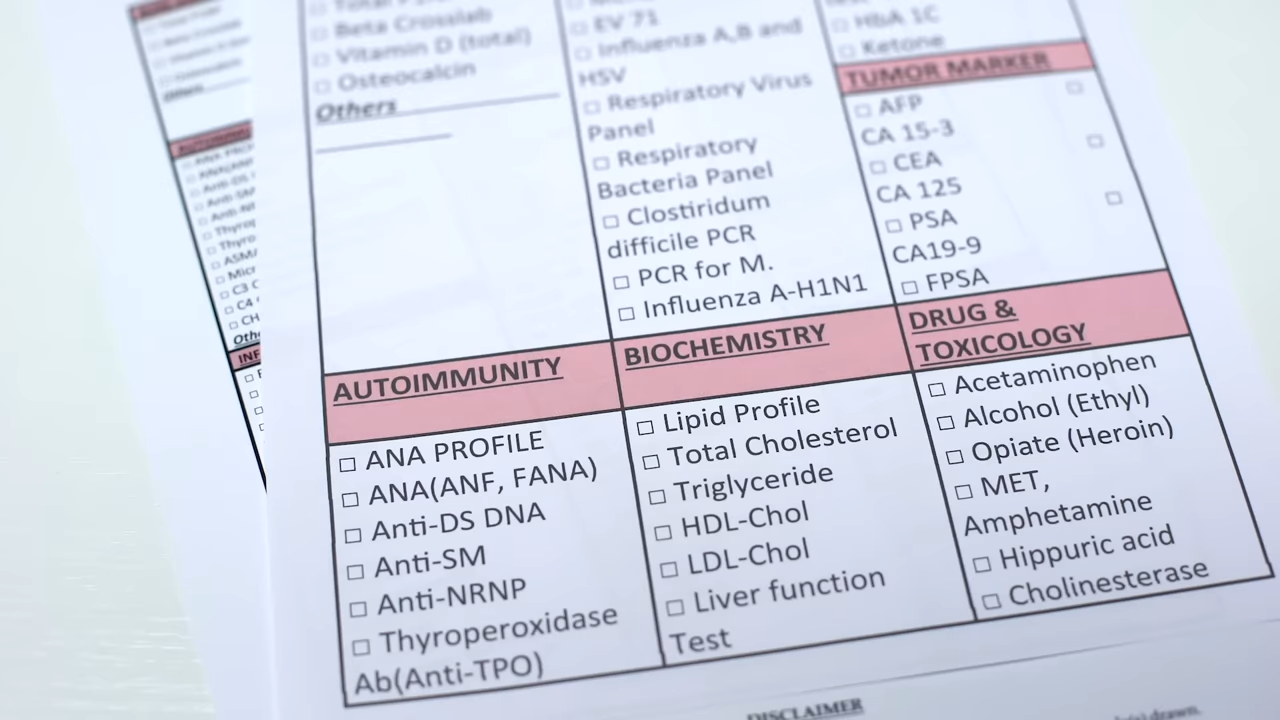 Beta Crosslab
□ Vitamin D (total)
□ Osteocalcin
Others
□ EV 71
□ Influenza A,B and
HSV
□ Respiratory Virus
Panel
□ Respiratory
Bacteria Panel
□ Clostiridum
difficile PCR
□ PCR for M.
□ Influenza A-H1N1
□ HbA 1C
□ Ketone
TUMOR MARKER
□ AFP □
CA 15-3
□ CEA □
CA 125
□ PSA □
CA19-9
□ FPSA
AUTOIMMUNITY
□ ANA PROFILE
□ ANA(ANF, FANA)
□ Anti-DS DNA
□ Anti-SM
□ Anti-NRNP
□ Thyroperoxidase
Ab(Anti-TPO)
BIOCHEMISTRY
□ Lipid Profile
□ Total Cholesterol
□ Triglyceride
□ HDL-Chol
□ LDL-Chol
□ Liver function
Test
DRUG &
TOXICOLOGY
□ Acetaminophen
□ Alcohol (Ethyl)
□ Opiate (Heroin)
□ MET,
Amphetamine
□ Hippuric acid
□ Cholinesterase
DISCLAIMER
drawn.